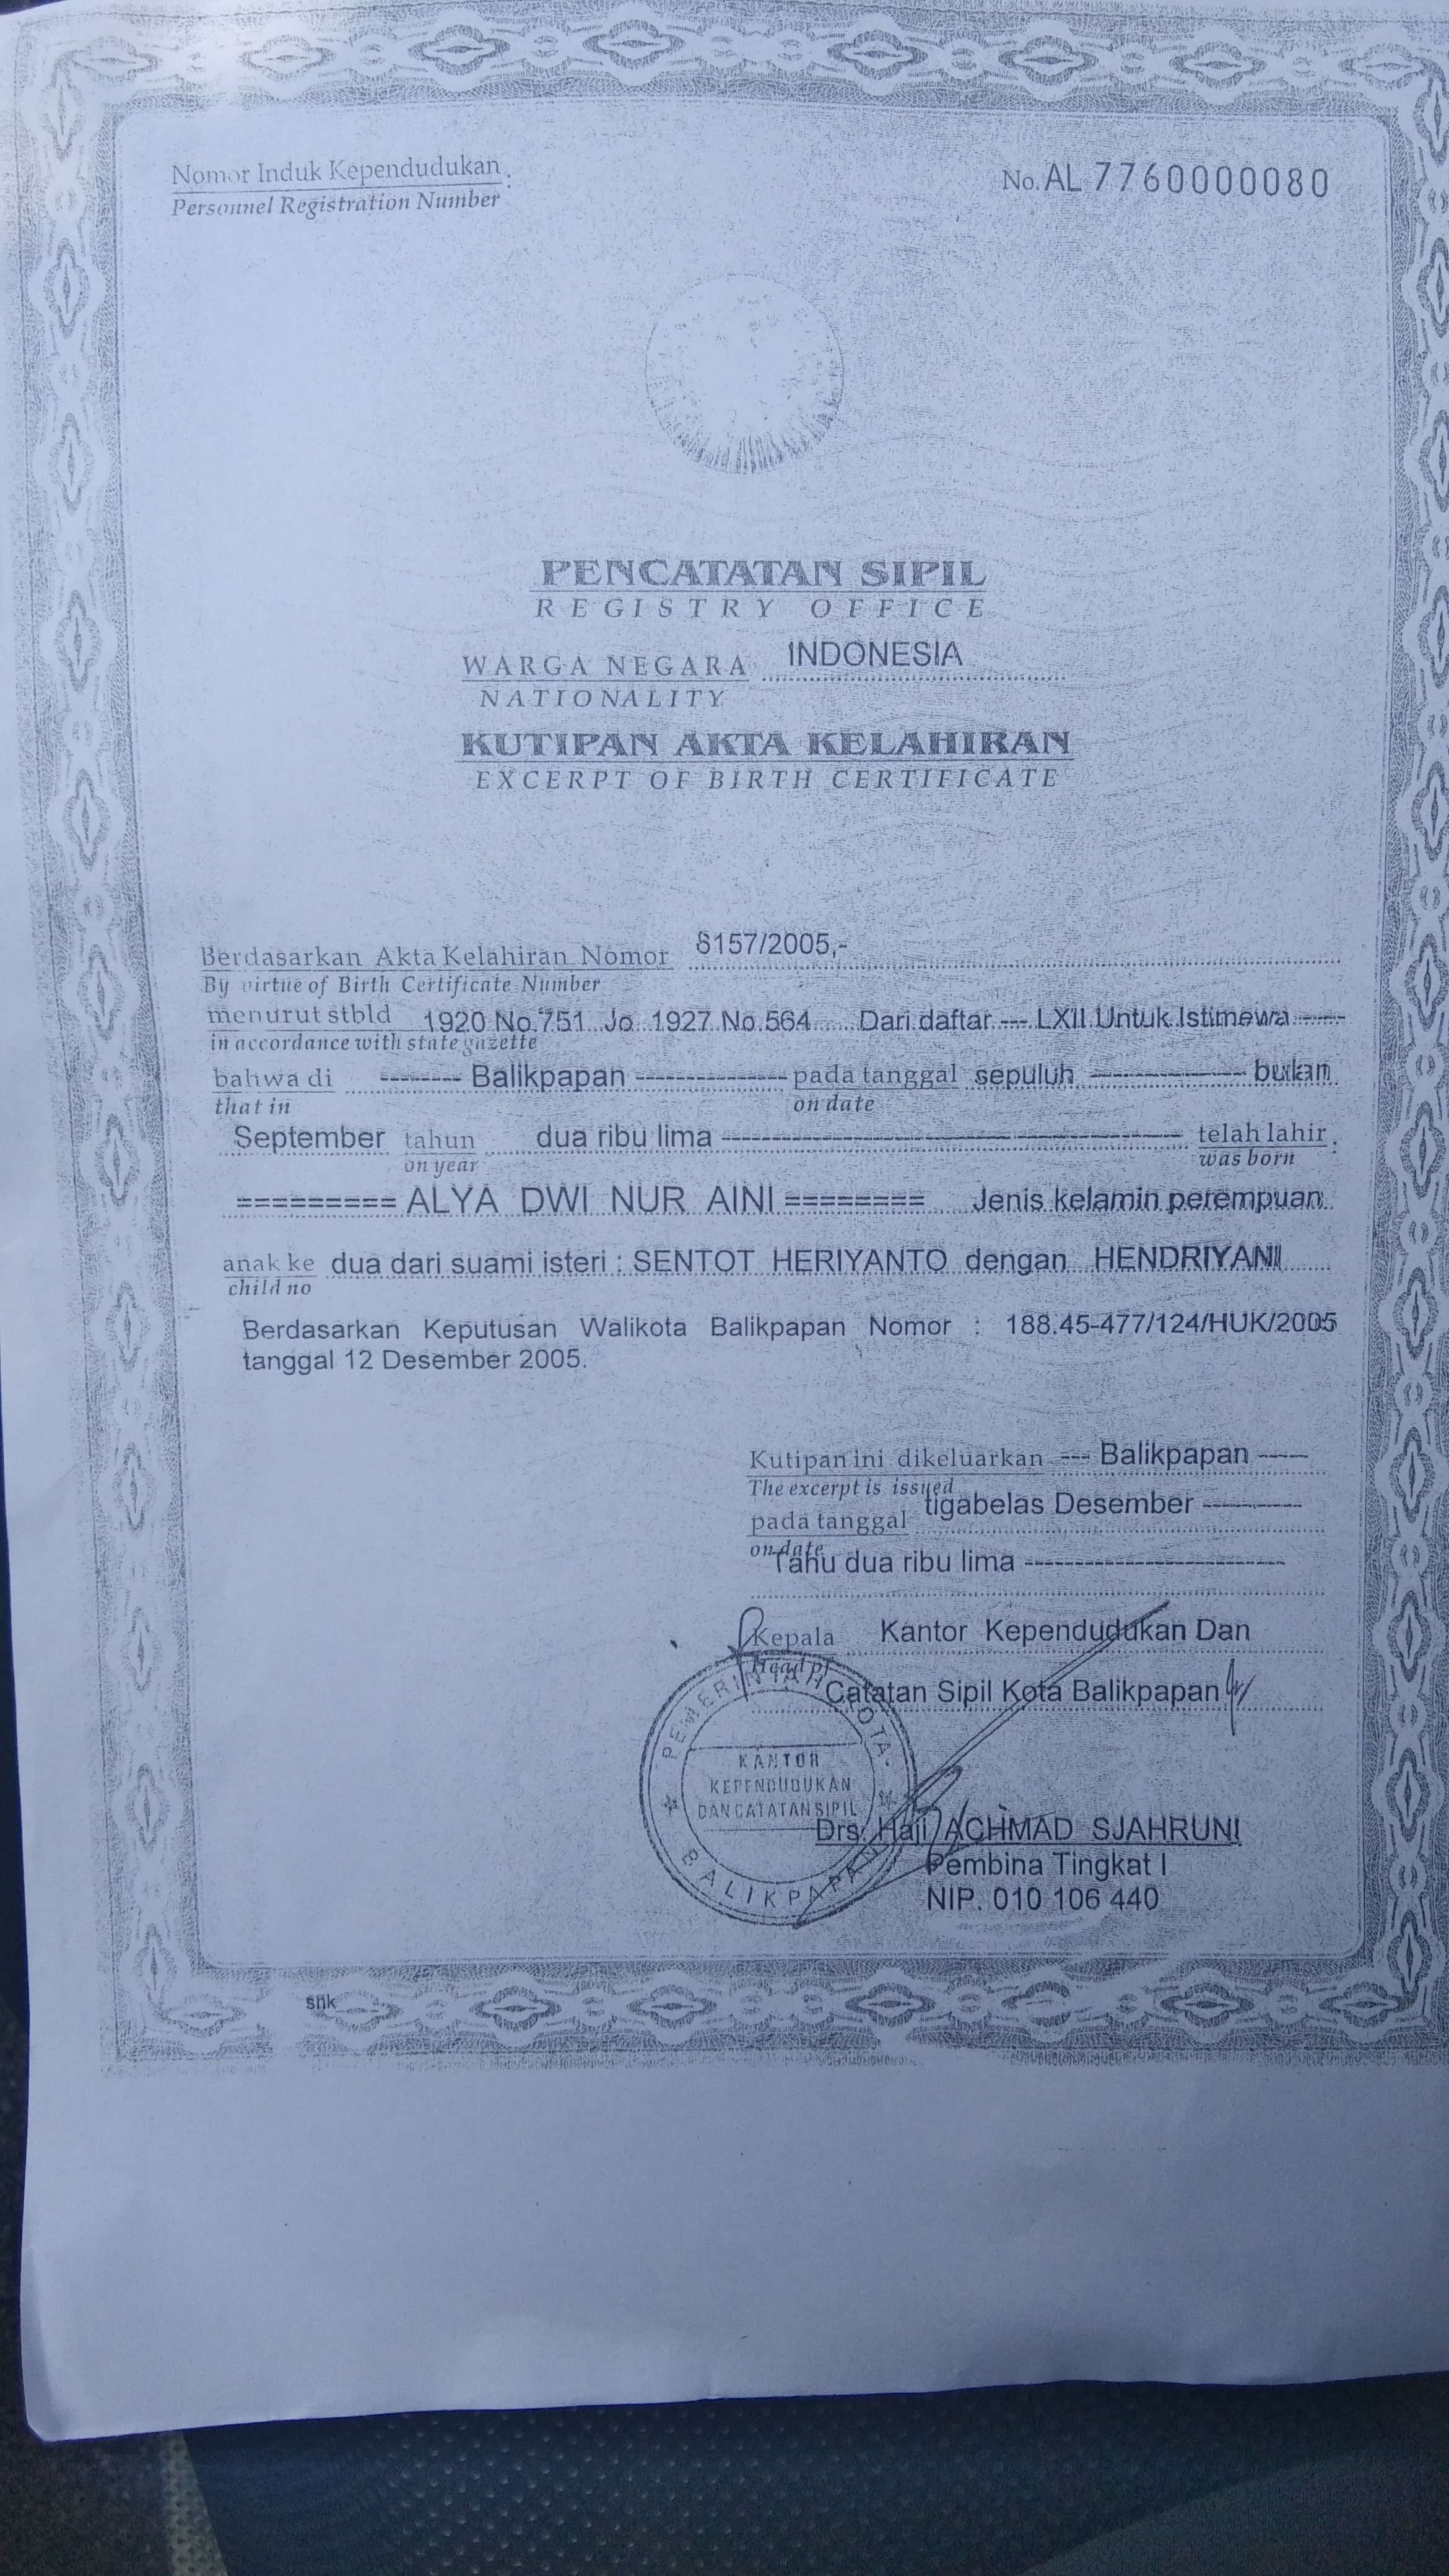 Nomor Induk Kependudukan :
Personnel Registration Number
No. AL 7760000080
PENCATATAN SIPIL
REGISTRY OFFICE
WARGA NEGARA INDONESIA
NATIONALITY
KUTIPAN AKTA KELAHIRAN
EXCERPT OF BIRTH CERTIFICATE
Berdasarkan Akta Kelahiran Nomor 157/2005,-
By virtue of Birth Certificate Number
menurut stbld 1920 No.751 Jo 1927 No.564 Dari daftar --- LXII Untuk Istimewa -----
in accordance with state gazette
bahwa di -------- Balikpapan --------------- pada tanggal sepuluh --------------- bulan
that in on date
September tahun dua ribu lima --------------------------------------------- telah lahir
on year was born
========= ALYA DWI NUR AINI ======== Jenis kelamin perempuan
anak ke dua dari suami isteri : SENTOT HERIYANTO dengan HENDRIYANI
child no
Berdasarkan Keputusan Walikota Balikpapan Nomor : 188.45-477/124/HUK/2005
tanggal 12 Desember 2005.
Kutipan ini dikeluarkan --- Balikpapan -----
The excerpt is issued
pada tanggal tigabelas Desember ----------
on date
Tahu dua ribu lima --------------------------
Kepala Kantor Kependudukan Dan
Head of
Catatan Sipil Kota Balikpapan
PEMERINTAH KOTA
KANTOR
KEPENDUDUKAN
DAN CATATAN SIPIL
BALIKPAPAN
Drs. Haji ACHMAD SJAHRUNI
Pembina Tingkat I
NIP. 010 106 440
snk